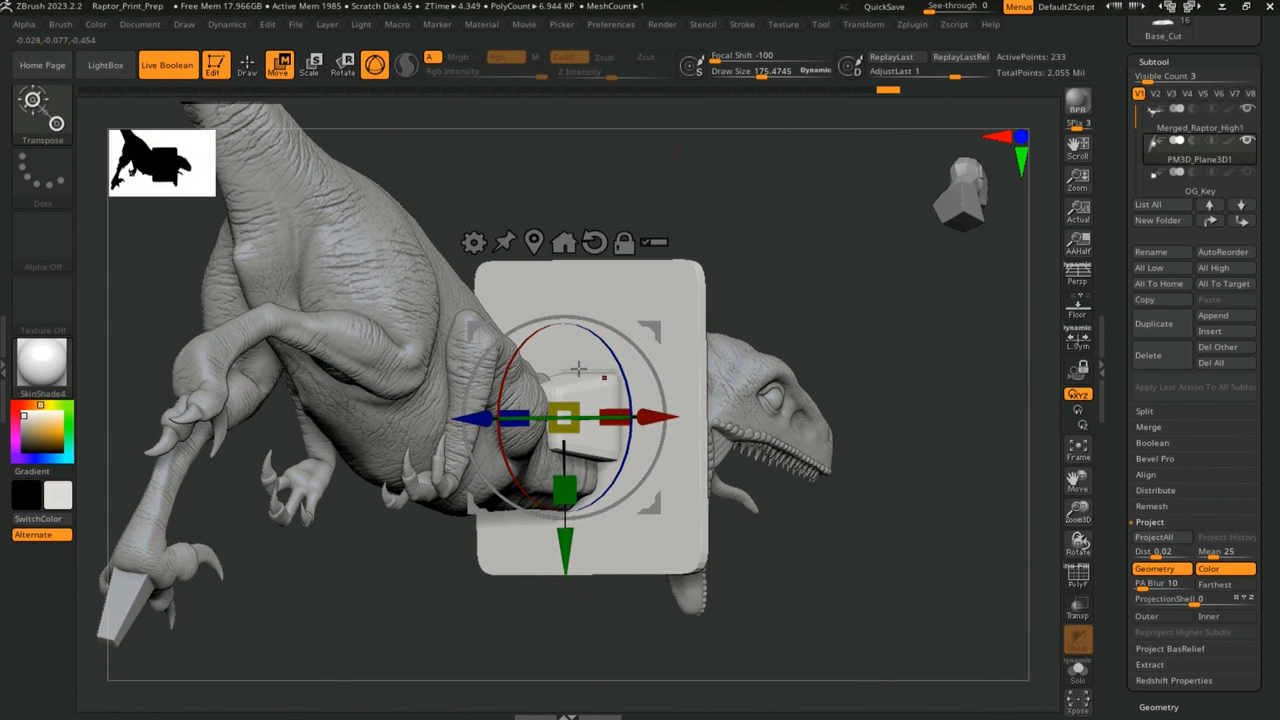 ZBrush 2023.2.2 Raptor_Print_Prep • Free Mem 17.966GB • Active Mem 1985 • Scratch Disk 45 • ZTime▸4.349 • PolyCount▸6.944 KP • MeshCount▸1 AC QuickSave See-through 0 Menus DefaultZScript
Alpha Brush Color Document Draw Dynamics Edit File Layer Light Macro Marker Material Movie Picker Preferences Render Stencil Stroke Texture Tool Transform Zplugin Zscript Help
-0.028,-0.077,-0.454
Home Page LightBox Live Boolean Edit Draw Move Scale Rotate
A Mrgb Rgb M Zadd Zsub Zcut
Rgb Intensity Z Intensity
S Focal Shift -100
Draw Size 175.4745 Dynamic
D ReplayLast ReplayLastRel
AdjustLast 1
ActivePoints: 233
TotalPoints: 2.055 Mil
Transpose
Dots
Alpha Off
Texture Off
SkinShade4
Gradient
SwitchColor
Alternate
BPR
SPix 3
Scroll
Zoom
Actual
AAHalf
Dynamic
Persp
Floor
Dynamic
L.Sym
XYZ
Frame
Move
Zoom3D
Rotate
PolyF
Transp
Ghost
Dynamic
Solo
Xpose
16
Base_Cut
Subtool
Visible Count 3
V1 V2 V3 V4 V5 V6 V7 V8
Merged_Raptor_High1
PM3D_Plane3D1
OG_Key
List All
New Folder
Rename AutoReorder
All Low All High
All To Home All To Target
Copy Paste
Duplicate Append
Insert
Delete Del Other
Del All
Apply Last Action To All Subtoo
Split
Merge
Boolean
Bevel Pro
Align
Distribute
Remesh
Project
ProjectAll Project History
Dist 0.02 Mean 25
Geometry Color
PA Blur 10 Farthest
ProjectionShell 0 X Y Z
Outer Inner
Reproject Higher Subdiv
Project BasRelief
Extract
Redshift Properties
Geometry